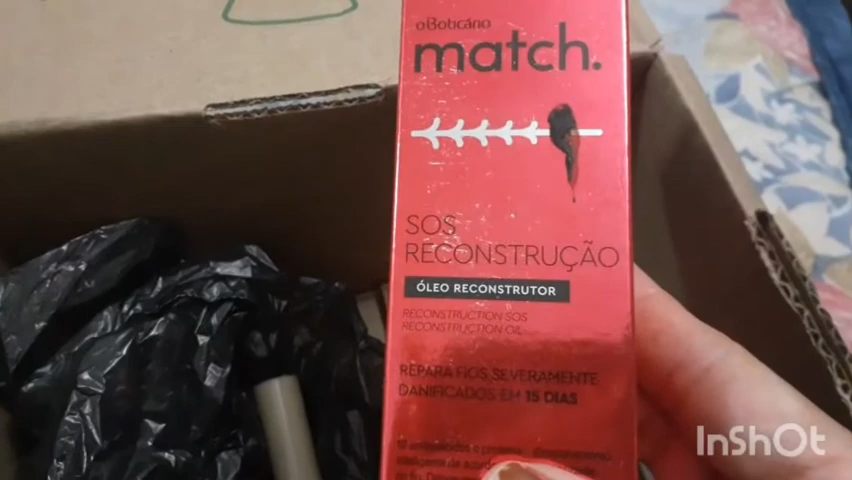 oBoticário
match.
SOS
RECONSTRUÇÃO
ÓLEO RECONSTRUTOR
RECONSTRUCTION SOS
RECONSTRUCTION OIL
REPARA FIOS SEVERAMENTE
DANIFICADOS EM 15 DIAS
InShOt